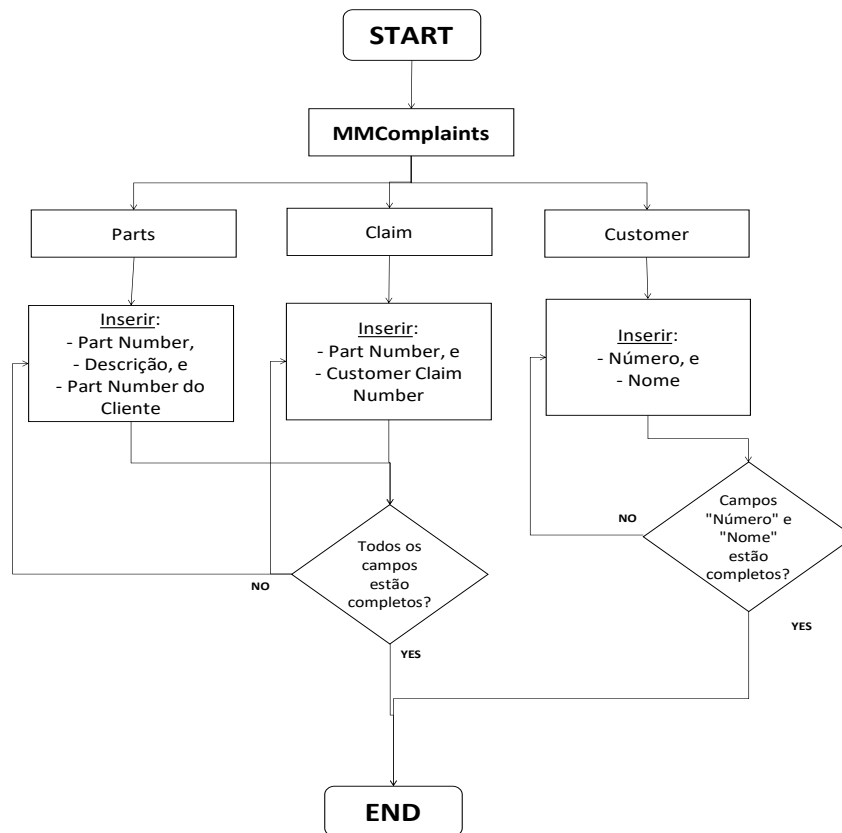 START
MMComplaints
Parts
Claim
Customer
Inserir:
- Part Number,
- Descrição, e
- Part Number do
Cliente
Inserir:
- Part Number, e
- Customer Claim
Number
Inserir:
- Número, e
- Nome
Campos
"Número" e
"Nome"
estão
completos?
NO
YES
Todos os
campos
estão
completos?
NO
YES
END